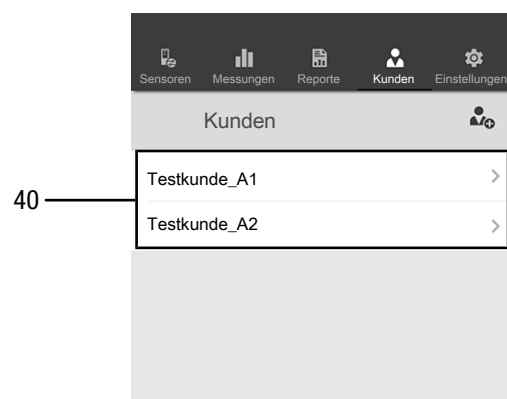 Sensoren Messungen Reporte Kunden Einstellungen
Kunden
Testkunde_A1
40
Testkunde_A2